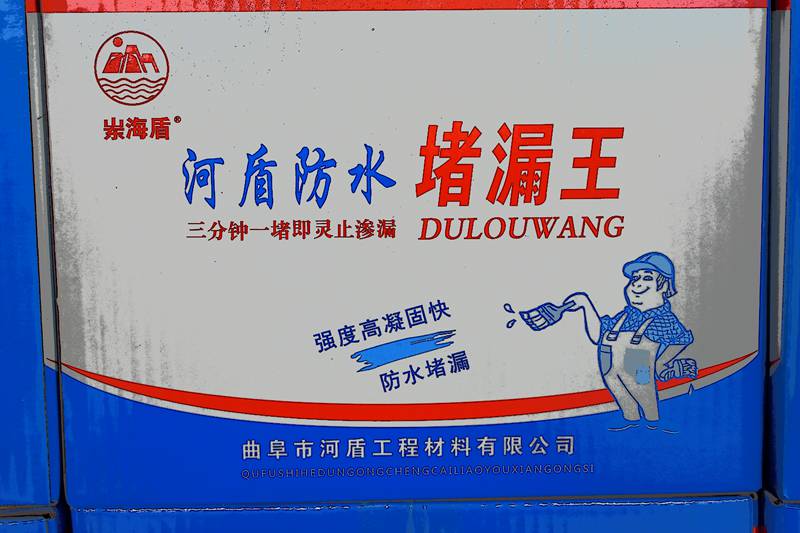 崇海盾®
河盾防水 堵漏王
三分钟一堵即灵止渗漏 DULOUWANG
强度高凝固快
防水堵漏
曲阜市河盾工程材料有限公司
QUFUSHIHEDUNGONGCHENGCAILIAOYOUXIANGONGSI